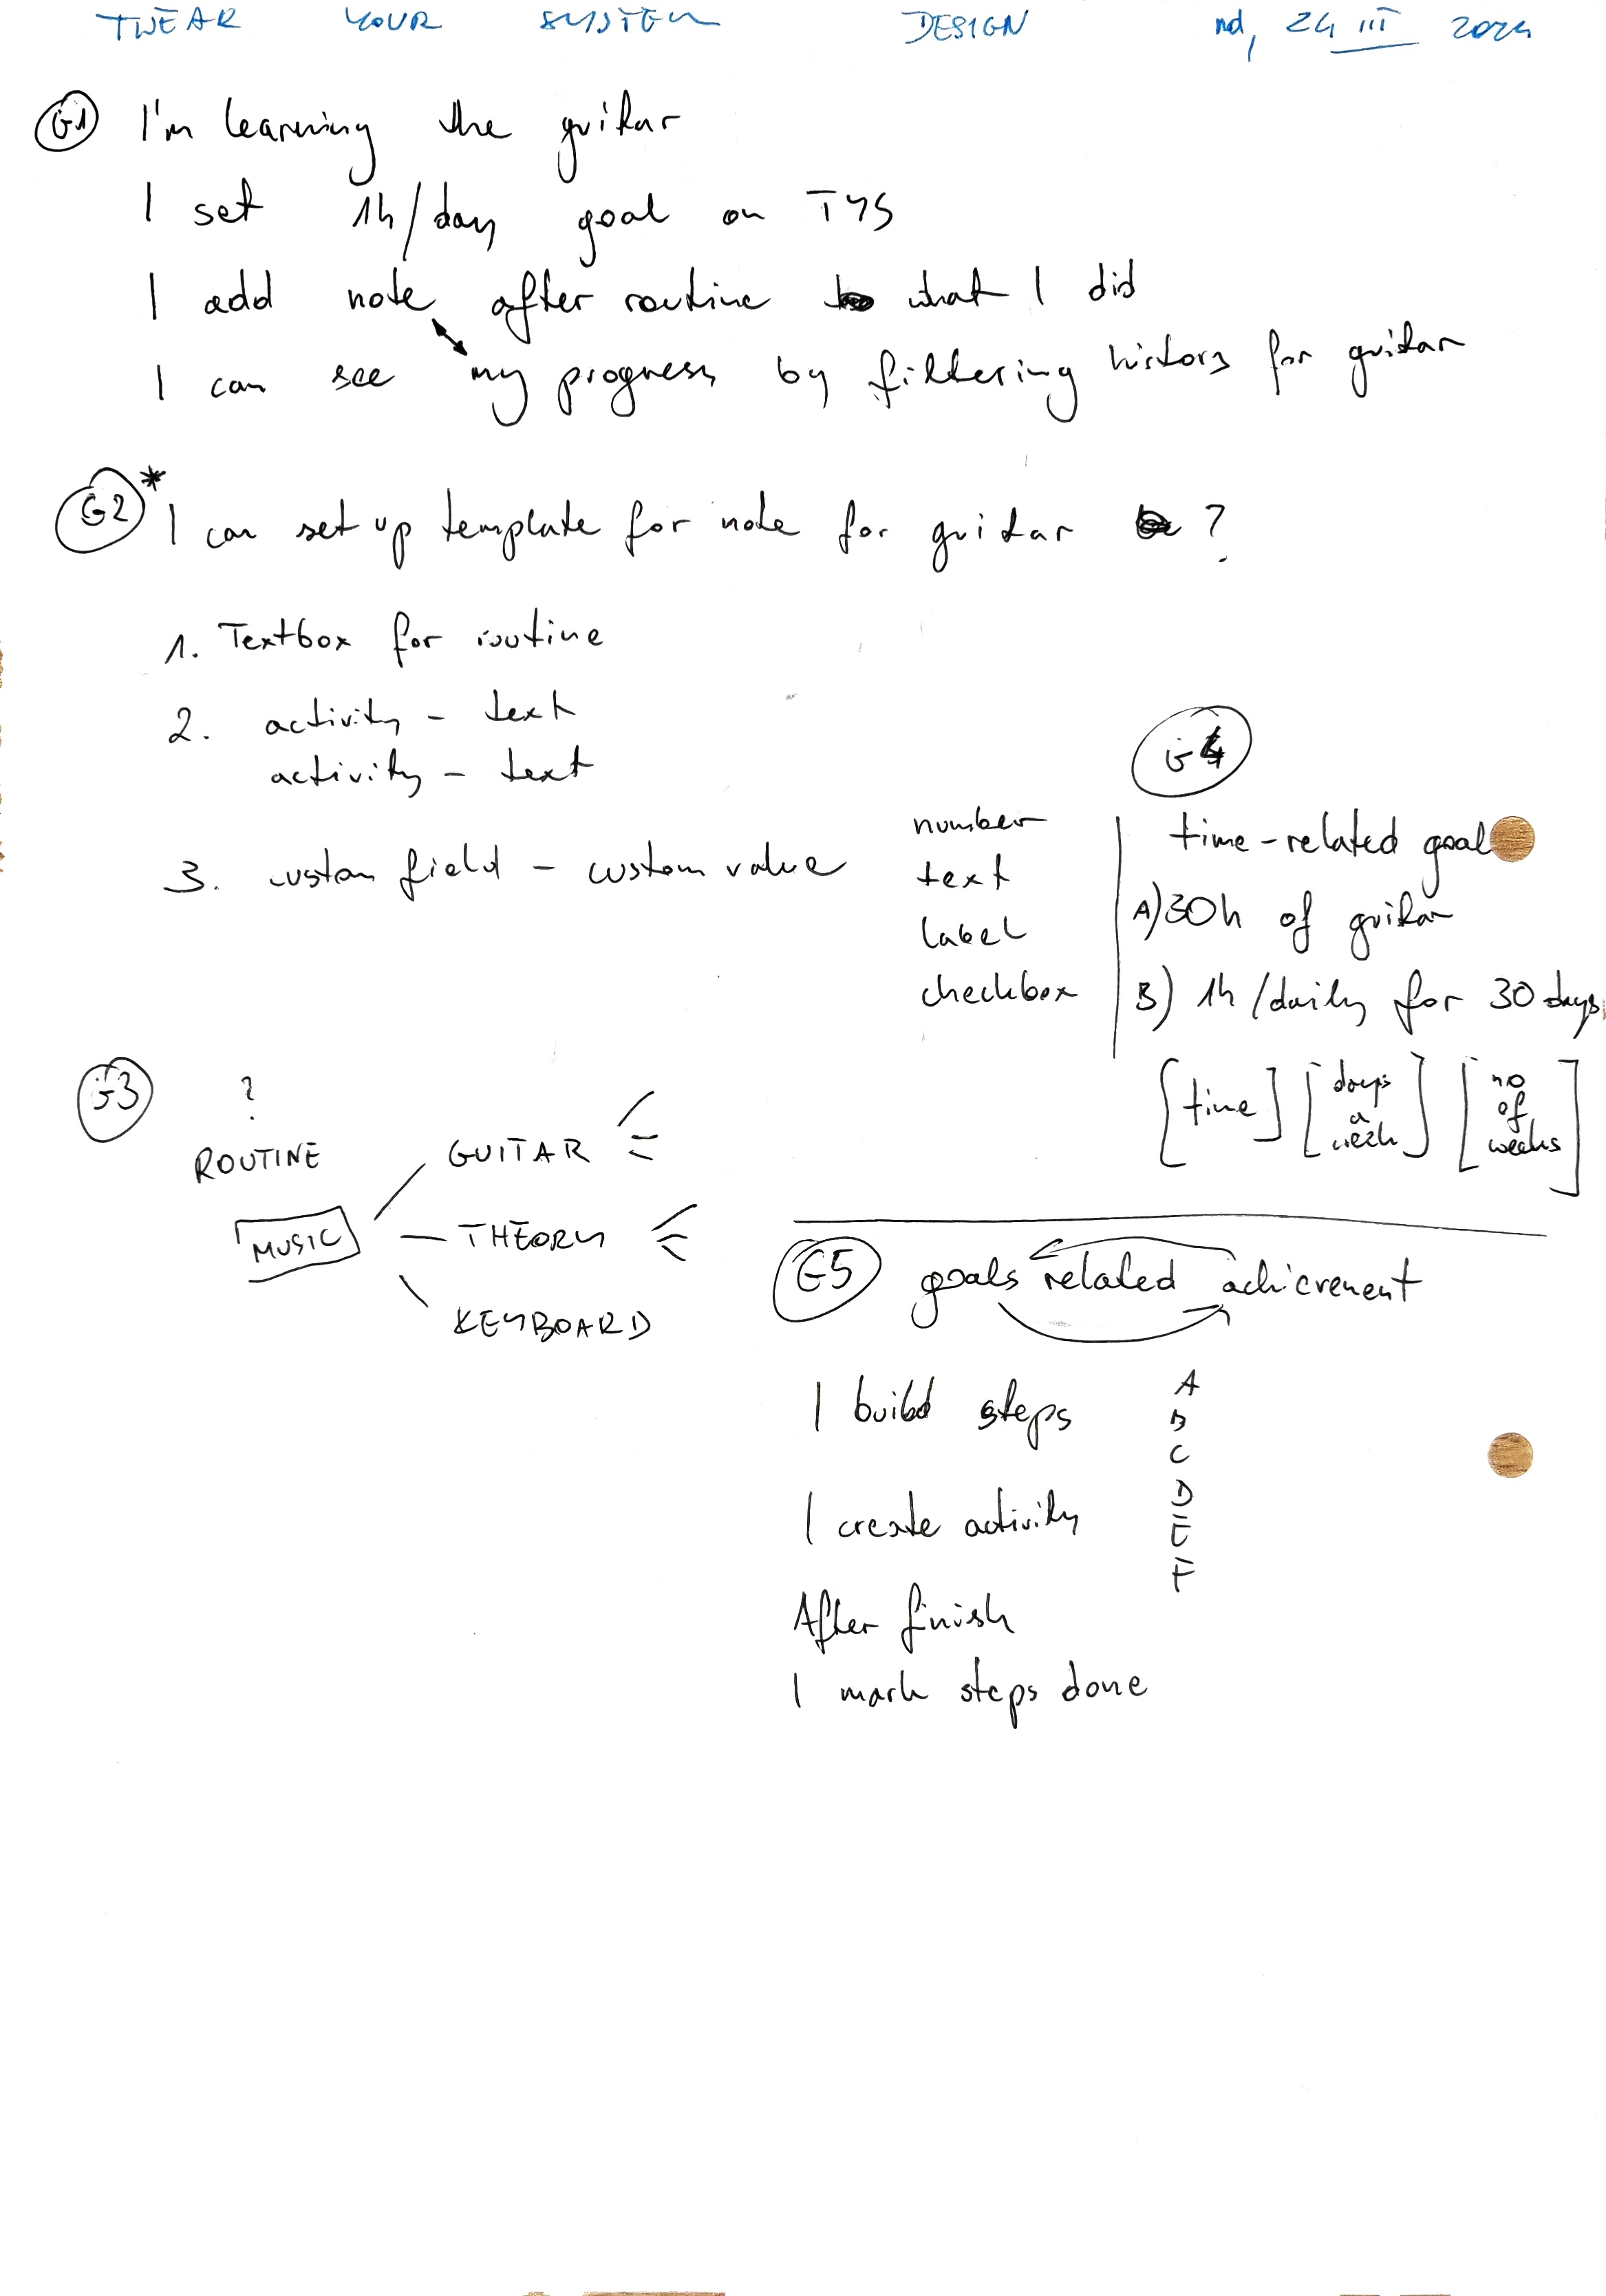 TWEAK YOUR SYSTEM DESIGN nd, 24 III 2024
G1 I'm learning the guitar
I set 1h/day goal on TYS
I add note after routine what I did
I can see my progress by filtering history for guitar
G2* I can set up template for note for guitar ?
1. Textbox for routine
2. activity - text
activity - text
3. custom field - custom value
number
text
label
checkbox
G4
time-related goal
A) 30h of guitar
B) 1h/daily for 30 days
[time] [days a week] [no of weeks]
G3
?
ROUTINE
MUSIC
GUITAR
THEORY
KEYBOARD
G5 goals related achievement
I build steps
A
B
C
D
E
F
I create activity
After finish
I mark steps done